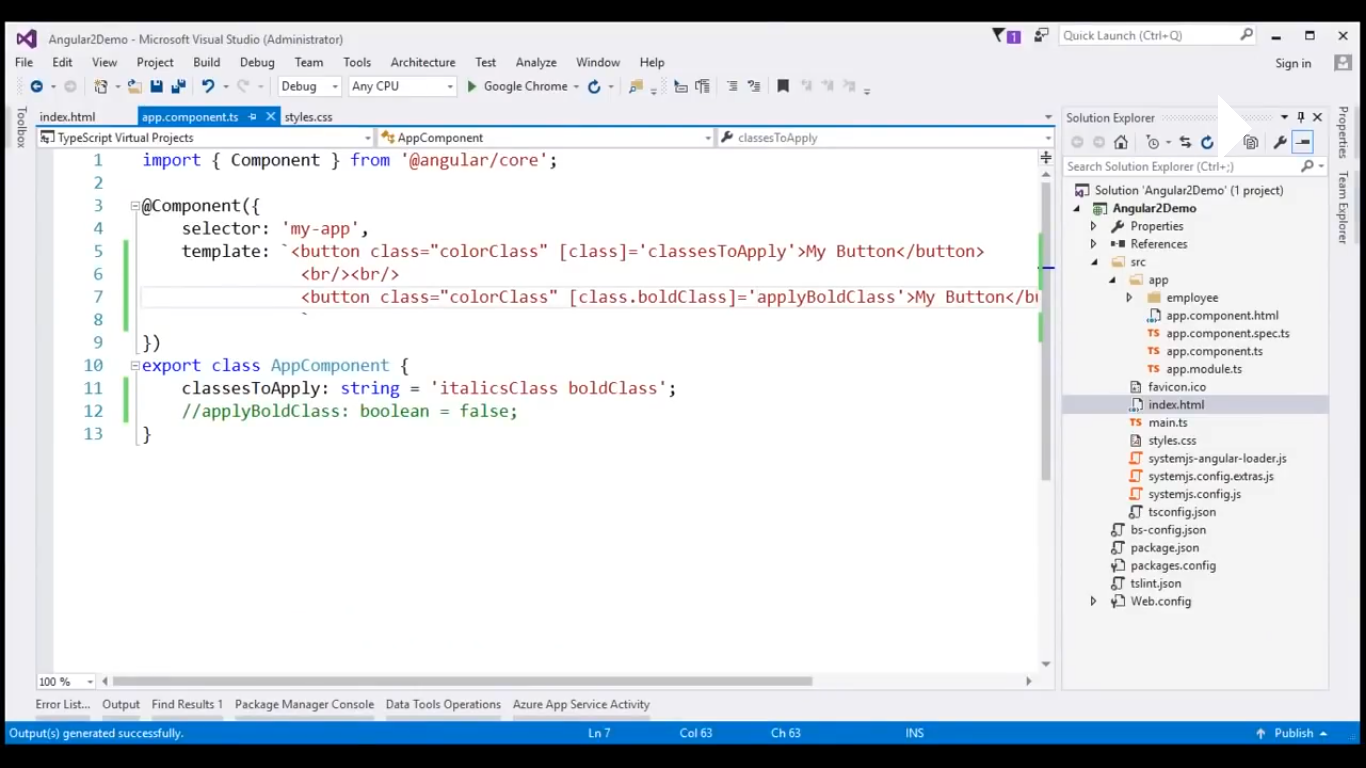 Angular2Demo - Microsoft Visual Studio (Administrator)
1
Quick Launch (Ctrl+Q)
File Edit View Project Build Debug Team Tools Architecture Test Analyze Window Help
Sign in
Debug Any CPU Google Chrome
Toolbox
index.html app.component.ts styles.css
TypeScript Virtual Projects AppComponent classesToApply
1 import { Component } from '@angular/core';
2
3 @Component({
4 selector: 'my-app',
5 template: `<button class="colorClass" [class]='classesToApply'>My Button</button>
6 <br/><br/>
7 <button class="colorClass" [class.boldClass]='applyBoldClass'>My Button</bu
8 `
9 })
10 export class AppComponent {
11 classesToApply: string = 'italicsClass boldClass';
12 //applyBoldClass: boolean = false;
13 }
100 %
Solution Explorer
Search Solution Explorer (Ctrl+;)
Solution 'Angular2Demo' (1 project)
Angular2Demo
Properties
References
src
app
employee
app.component.html
TS app.component.spec.ts
TS app.component.ts
TS app.module.ts
favicon.ico
index.html
TS main.ts
styles.css
systemjs-angular-loader.js
systemjs.config.extras.js
systemjs.config.js
tsconfig.json
bs-config.json
package.json
packages.config
tslint.json
Web.config
Properties
Team Explorer
Error List... Output Find Results 1 Package Manager Console Data Tools Operations Azure App Service Activity
Output(s) generated successfully. Ln 7 Col 63 Ch 63 INS Publish